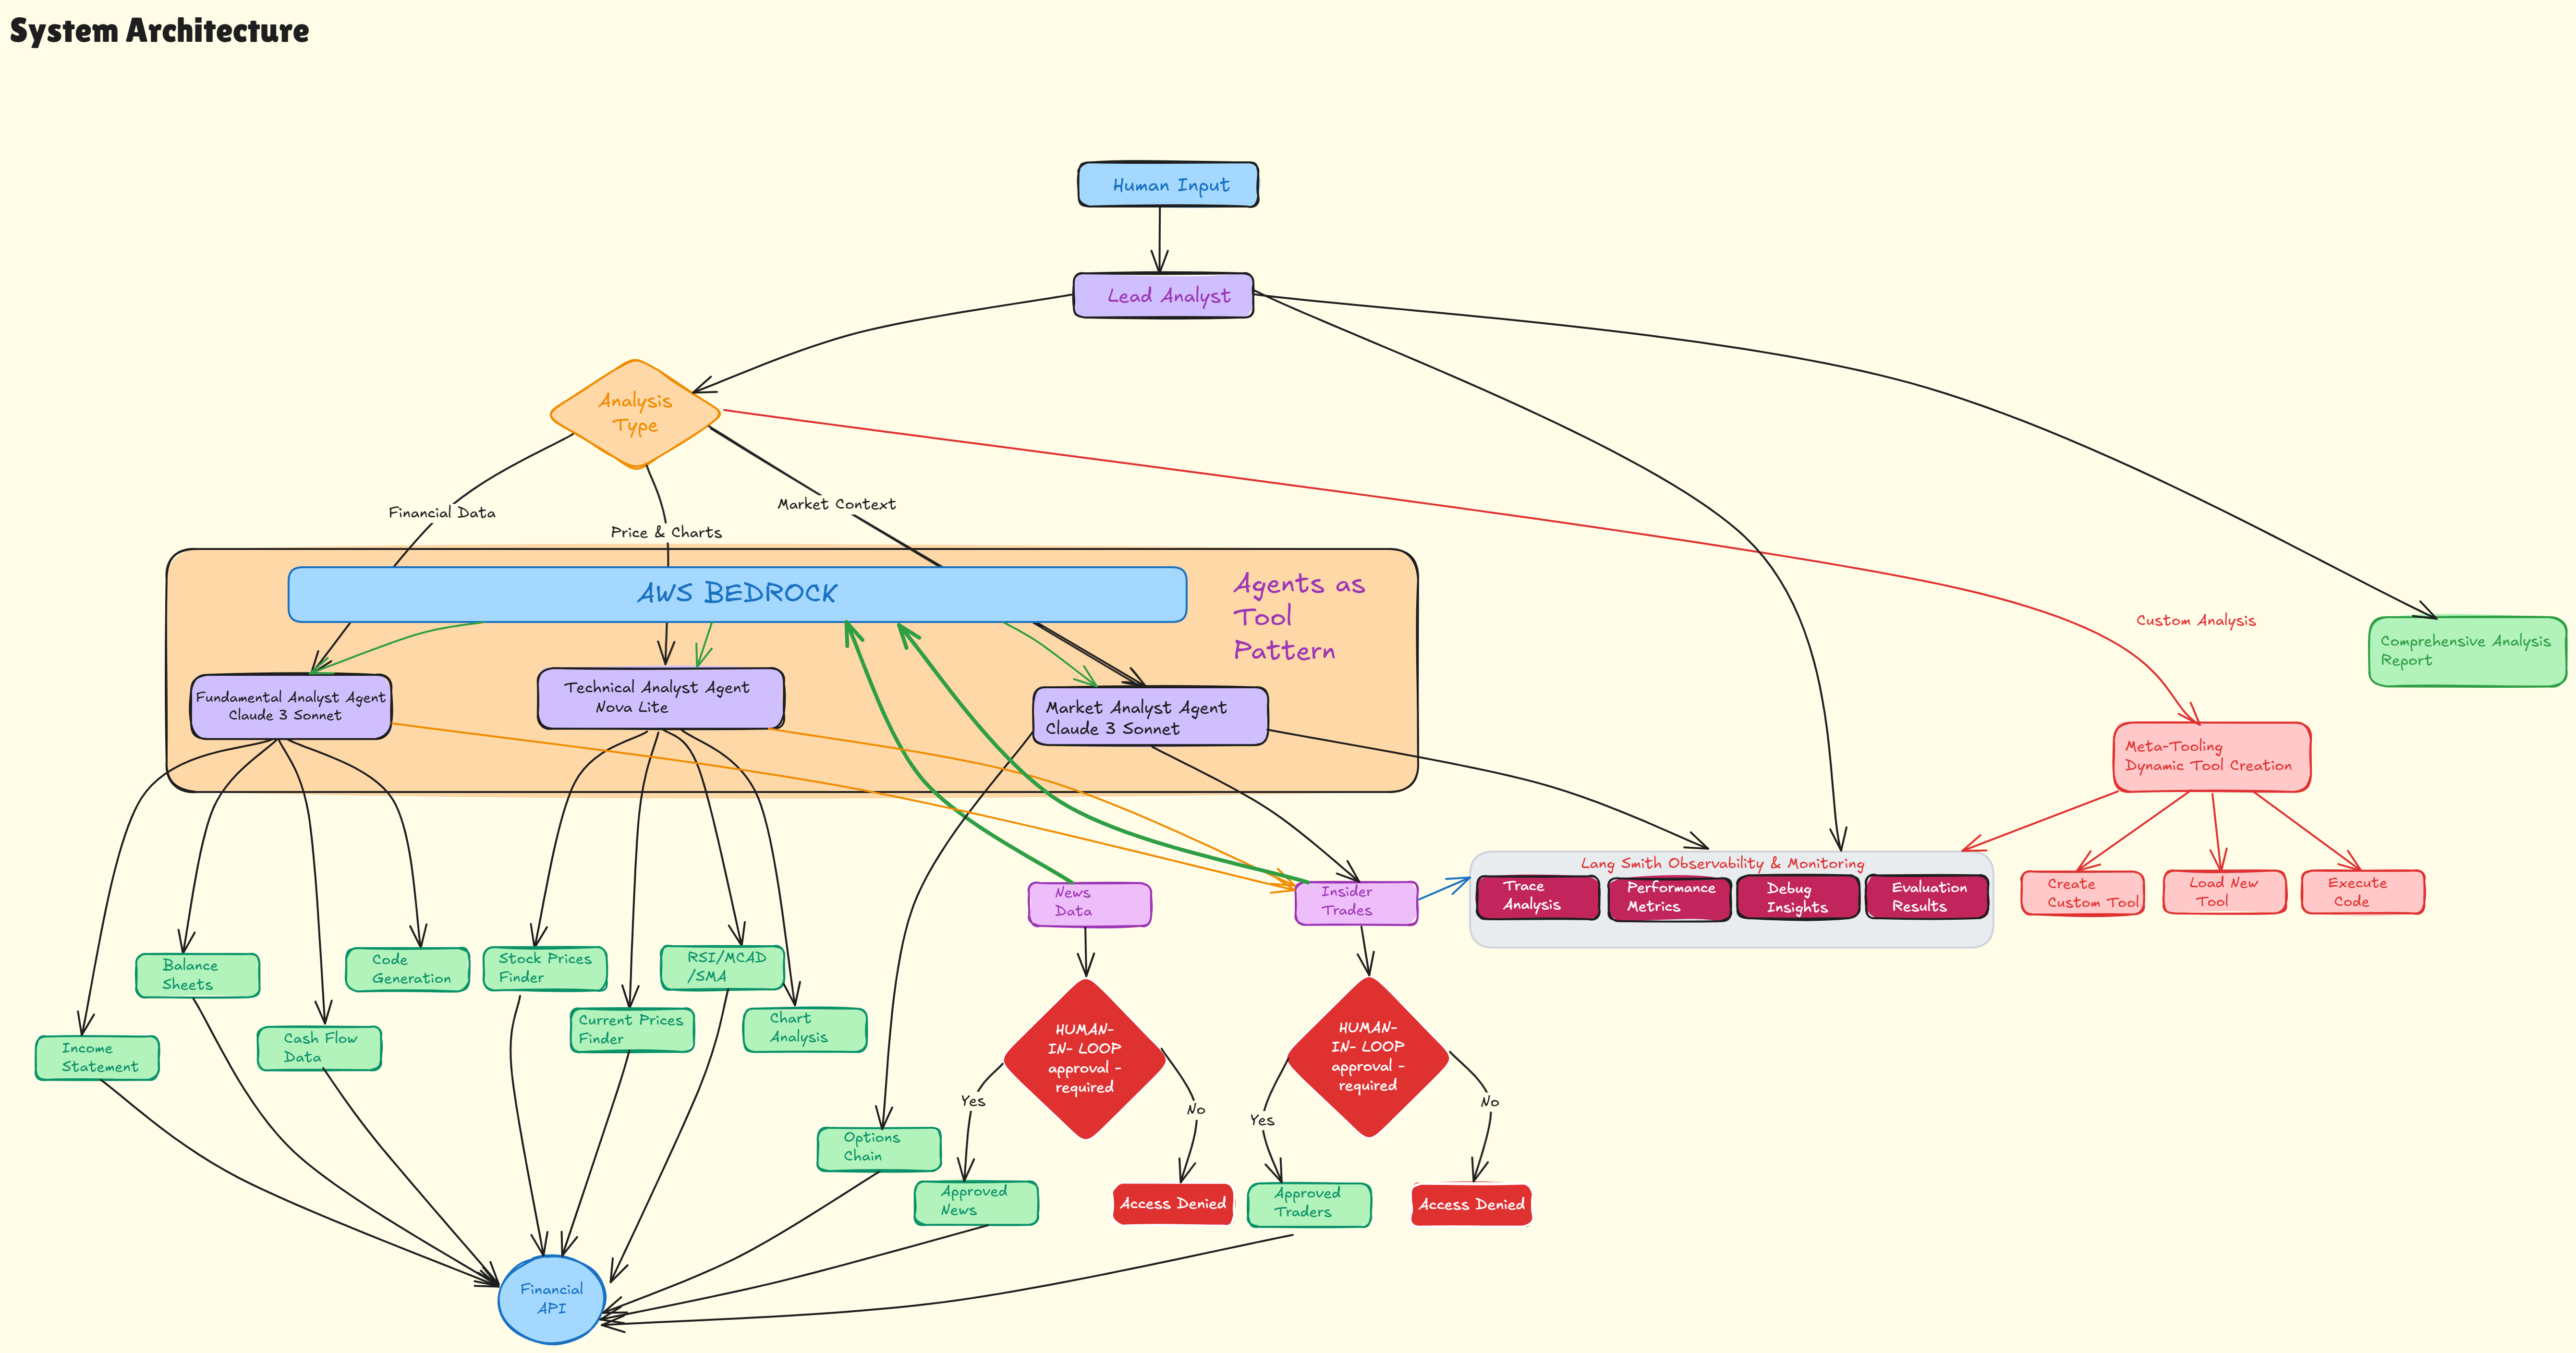 System Architecture
Human Input
Lead Analyst
Analysis
Type
Financial Data
Price & Charts
Market Context
Custom Analysis
Comprehensive Analysis
Report
AWS BEDROCK
Agents as
Tool
Pattern
Fundamental Analyst Agent
Claude 3 Sonnet
Technical Analyst Agent
Nova Lite
Market Analyst Agent
Claude 3 Sonnet
Meta-Tooling
Dynamic Tool Creation
Lang Smith Observability & Monitoring
Trace
Analysis
Performance
Metrics
Debug
Insights
Evaluation
Results
Create
Custom Tool
Load New
Tool
Execute
Code
News
Data
Insider
Trades
Balance
Sheets
Code
Generation
Stock Prices
Finder
RSI/MCAD
/SMA
Income
Statement
Cash Flow
Data
Current Prices
Finder
Chart
Analysis
HUMAN-
IN- LOOP
approval -
required
HUMAN-
IN- LOOP
approval -
required
Yes
No
Yes
No
Options
Chain
Approved
News
Access Denied
Approved
Traders
Access Denied
Financial
API